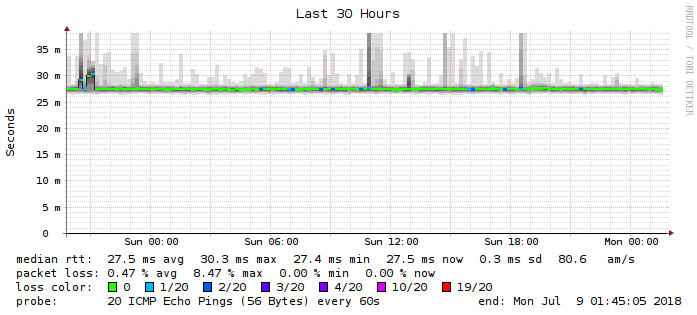 Last 30 Hours
RRDTOOL / TOBI OETIKER
Seconds
35 m
30 m
25 m
20 m
15 m
10 m
5 m
0
Sun 00:00 Sun 06:00 Sun 12:00 Sun 18:00 Mon 00:00
median rtt: 27.5 ms avg 30.3 ms max 27.4 ms min 27.5 ms now 0.3 ms sd 80.6 am/s
packet loss: 0.47 % avg 8.47 % max 0.00 % min 0.00 % now
loss color: 0 1/20 2/20 3/20 4/20 10/20 19/20
probe: 20 ICMP Echo Pings (56 Bytes) every 60s end: Mon Jul 9 01:45:05 2018